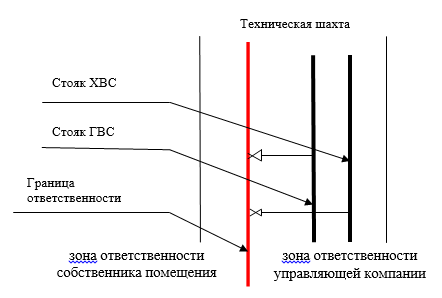 Техническая шахта
Стояк ХВС
Стояк ГВС
Граница
ответственности
зона ответственности
собственника помещения
зона ответственности
управляющей компании